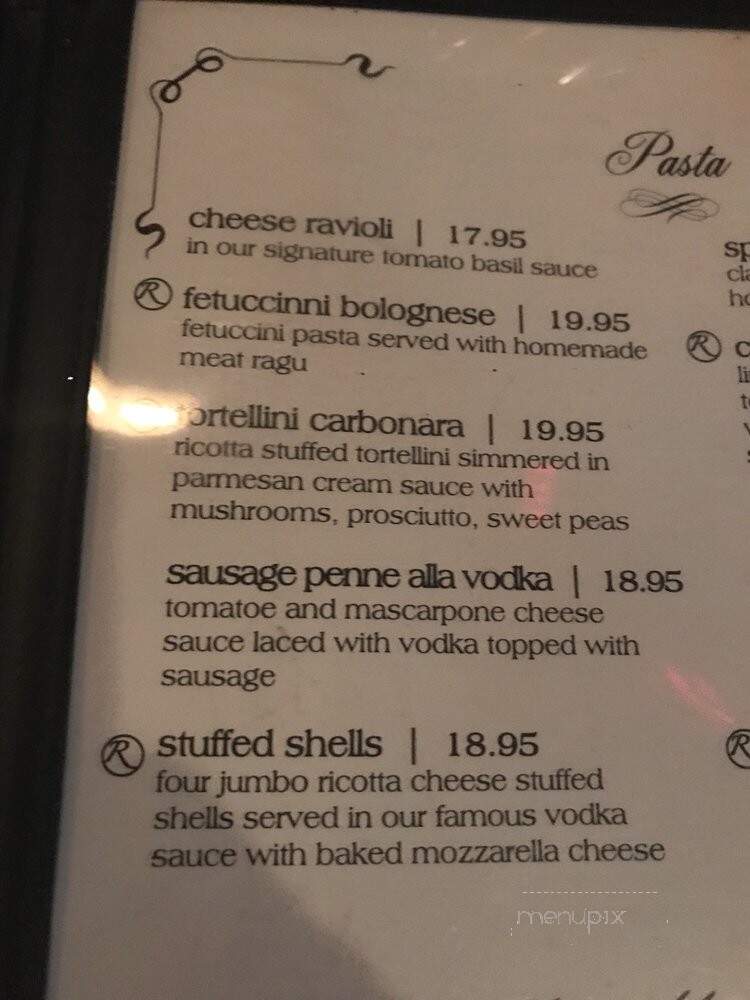 Pasta
cheese ravioli | 17.95
in our signature tomato basil sauce
R fetuccinni bolognese | 19.95
fetuccini pasta served with homemade
meat ragu
tortellini carbonara | 19.95
ricotta stuffed tortellini simmered in
parmesan cream sauce with
mushrooms, prosciutto, sweet peas
sausage penne alla vodka | 18.95
tomatoe and mascarpone cheese
sauce laced with vodka topped with
sausage
R stuffed shells | 18.95
four jumbo ricotta cheese stuffed
shells served in our famous vodka
sauce with baked mozzarella cheese
R
R
menupix